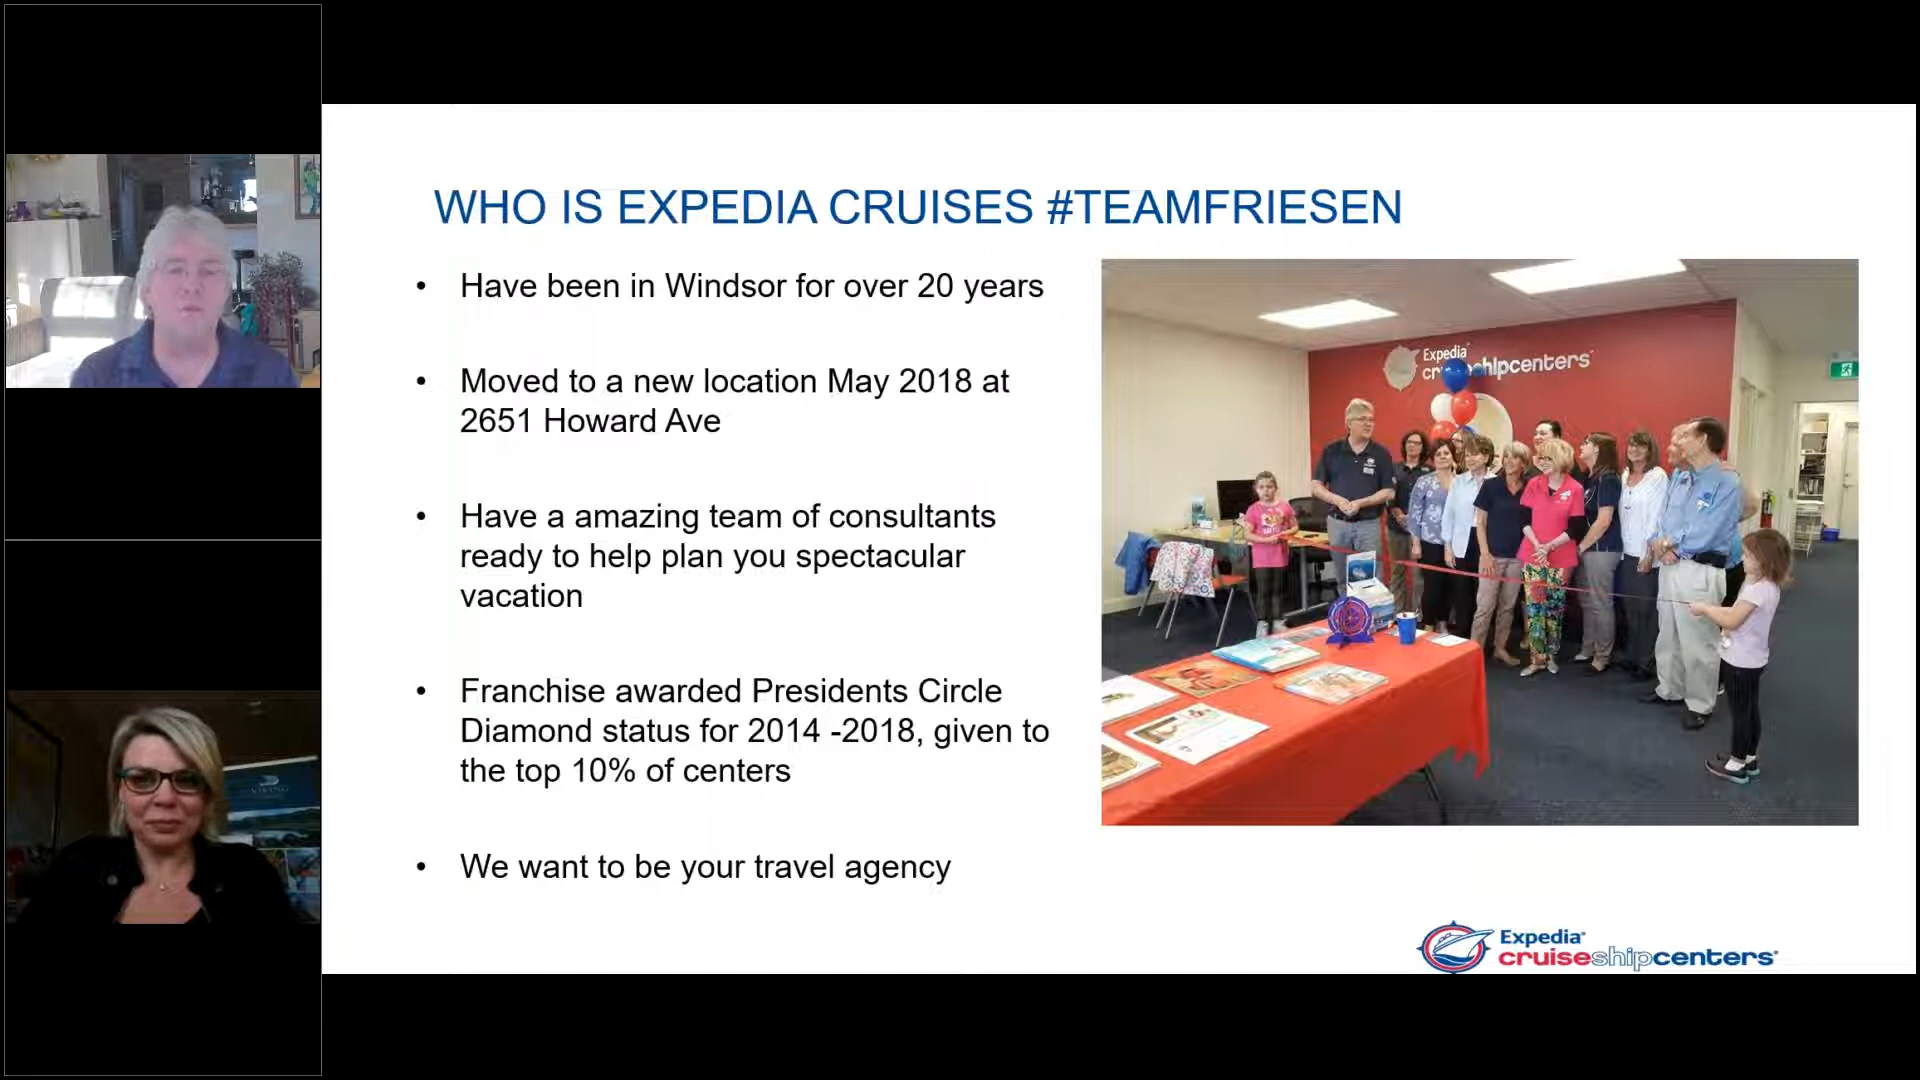 WHO IS EXPEDIA CRUISES #TEAMFRIESEN
• Have been in Windsor for over 20 years
• Moved to a new location May 2018 at
2651 Howard Ave
• Have a amazing team of consultants
ready to help plan you spectacular
vacation
• Franchise awarded Presidents Circle
Diamond status for 2014 -2018, given to
the top 10% of centers
• We want to be your travel agency
Expedia
shipcenters
Expedia
cruiseshipcenters
VIKING